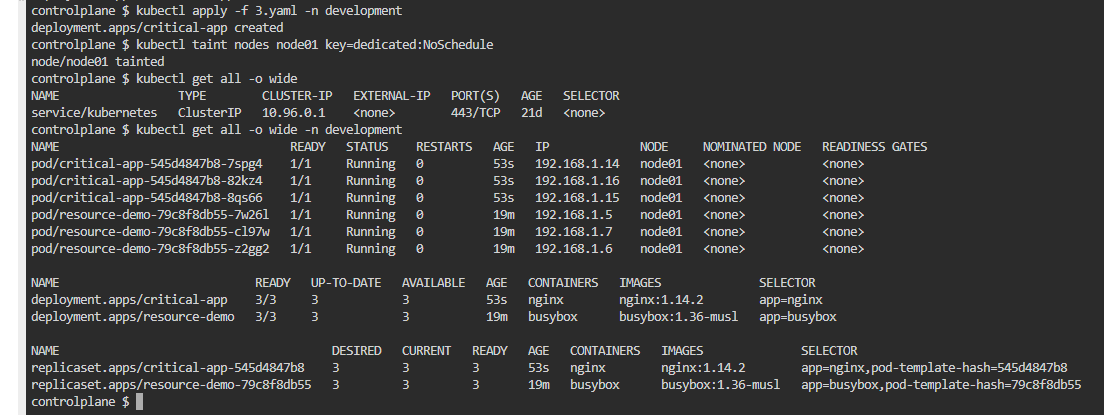 controlplane $ kubectl apply -f 3.yaml -n development
deployment.apps/critical-app created
controlplane $ kubectl taint nodes node01 key=dedicated:NoSchedule
node/node01 tainted
controlplane $ kubectl get all -o wide
NAME                 TYPE        CLUSTER-IP   EXTERNAL-IP   PORT(S)   AGE   SELECTOR
service/kubernetes   ClusterIP   10.96.0.1    <none>        443/TCP   21d   <none>
controlplane $ kubectl get all -o wide -n development
NAME                                 READY   STATUS    RESTARTS   AGE   IP             NODE     NOMINATED NODE   READINESS GATES
pod/critical-app-545d4847b8-7spg4    1/1     Running   0          53s   192.168.1.14   node01   <none>           <none>
pod/critical-app-545d4847b8-82kz4    1/1     Running   0          53s   192.168.1.16   node01   <none>           <none>
pod/critical-app-545d4847b8-8qs66    1/1     Running   0          53s   192.168.1.15   node01   <none>           <none>
pod/resource-demo-79c8f8db55-7w26l   1/1     Running   0          19m   192.168.1.5    node01   <none>           <none>
pod/resource-demo-79c8f8db55-cl97w   1/1     Running   0          19m   192.168.1.7    node01   <none>           <none>
pod/resource-demo-79c8f8db55-z2gg2   1/1     Running   0          19m   192.168.1.6    node01   <none>           <none>
NAME                            READY   UP-TO-DATE   AVAILABLE   AGE   CONTAINERS   IMAGES              SELECTOR
deployment.apps/critical-app    3/3     3            3           53s   nginx        nginx:1.14.2        app=nginx
deployment.apps/resource-demo   3/3     3            3           19m   busybox      busybox:1.36-musl   app=busybox
NAME                                       DESIRED   CURRENT   READY   AGE   CONTAINERS   IMAGES              SELECTOR
replicaset.apps/critical-app-545d4847b8    3         3         3       53s   nginx        nginx:1.14.2        app=nginx,pod-template-hash=545d4847b8
replicaset.apps/resource-demo-79c8f8db55   3         3         3       19m   busybox      busybox:1.36-musl   app=busybox,pod-template-hash=79c8f8db55
controlplane $